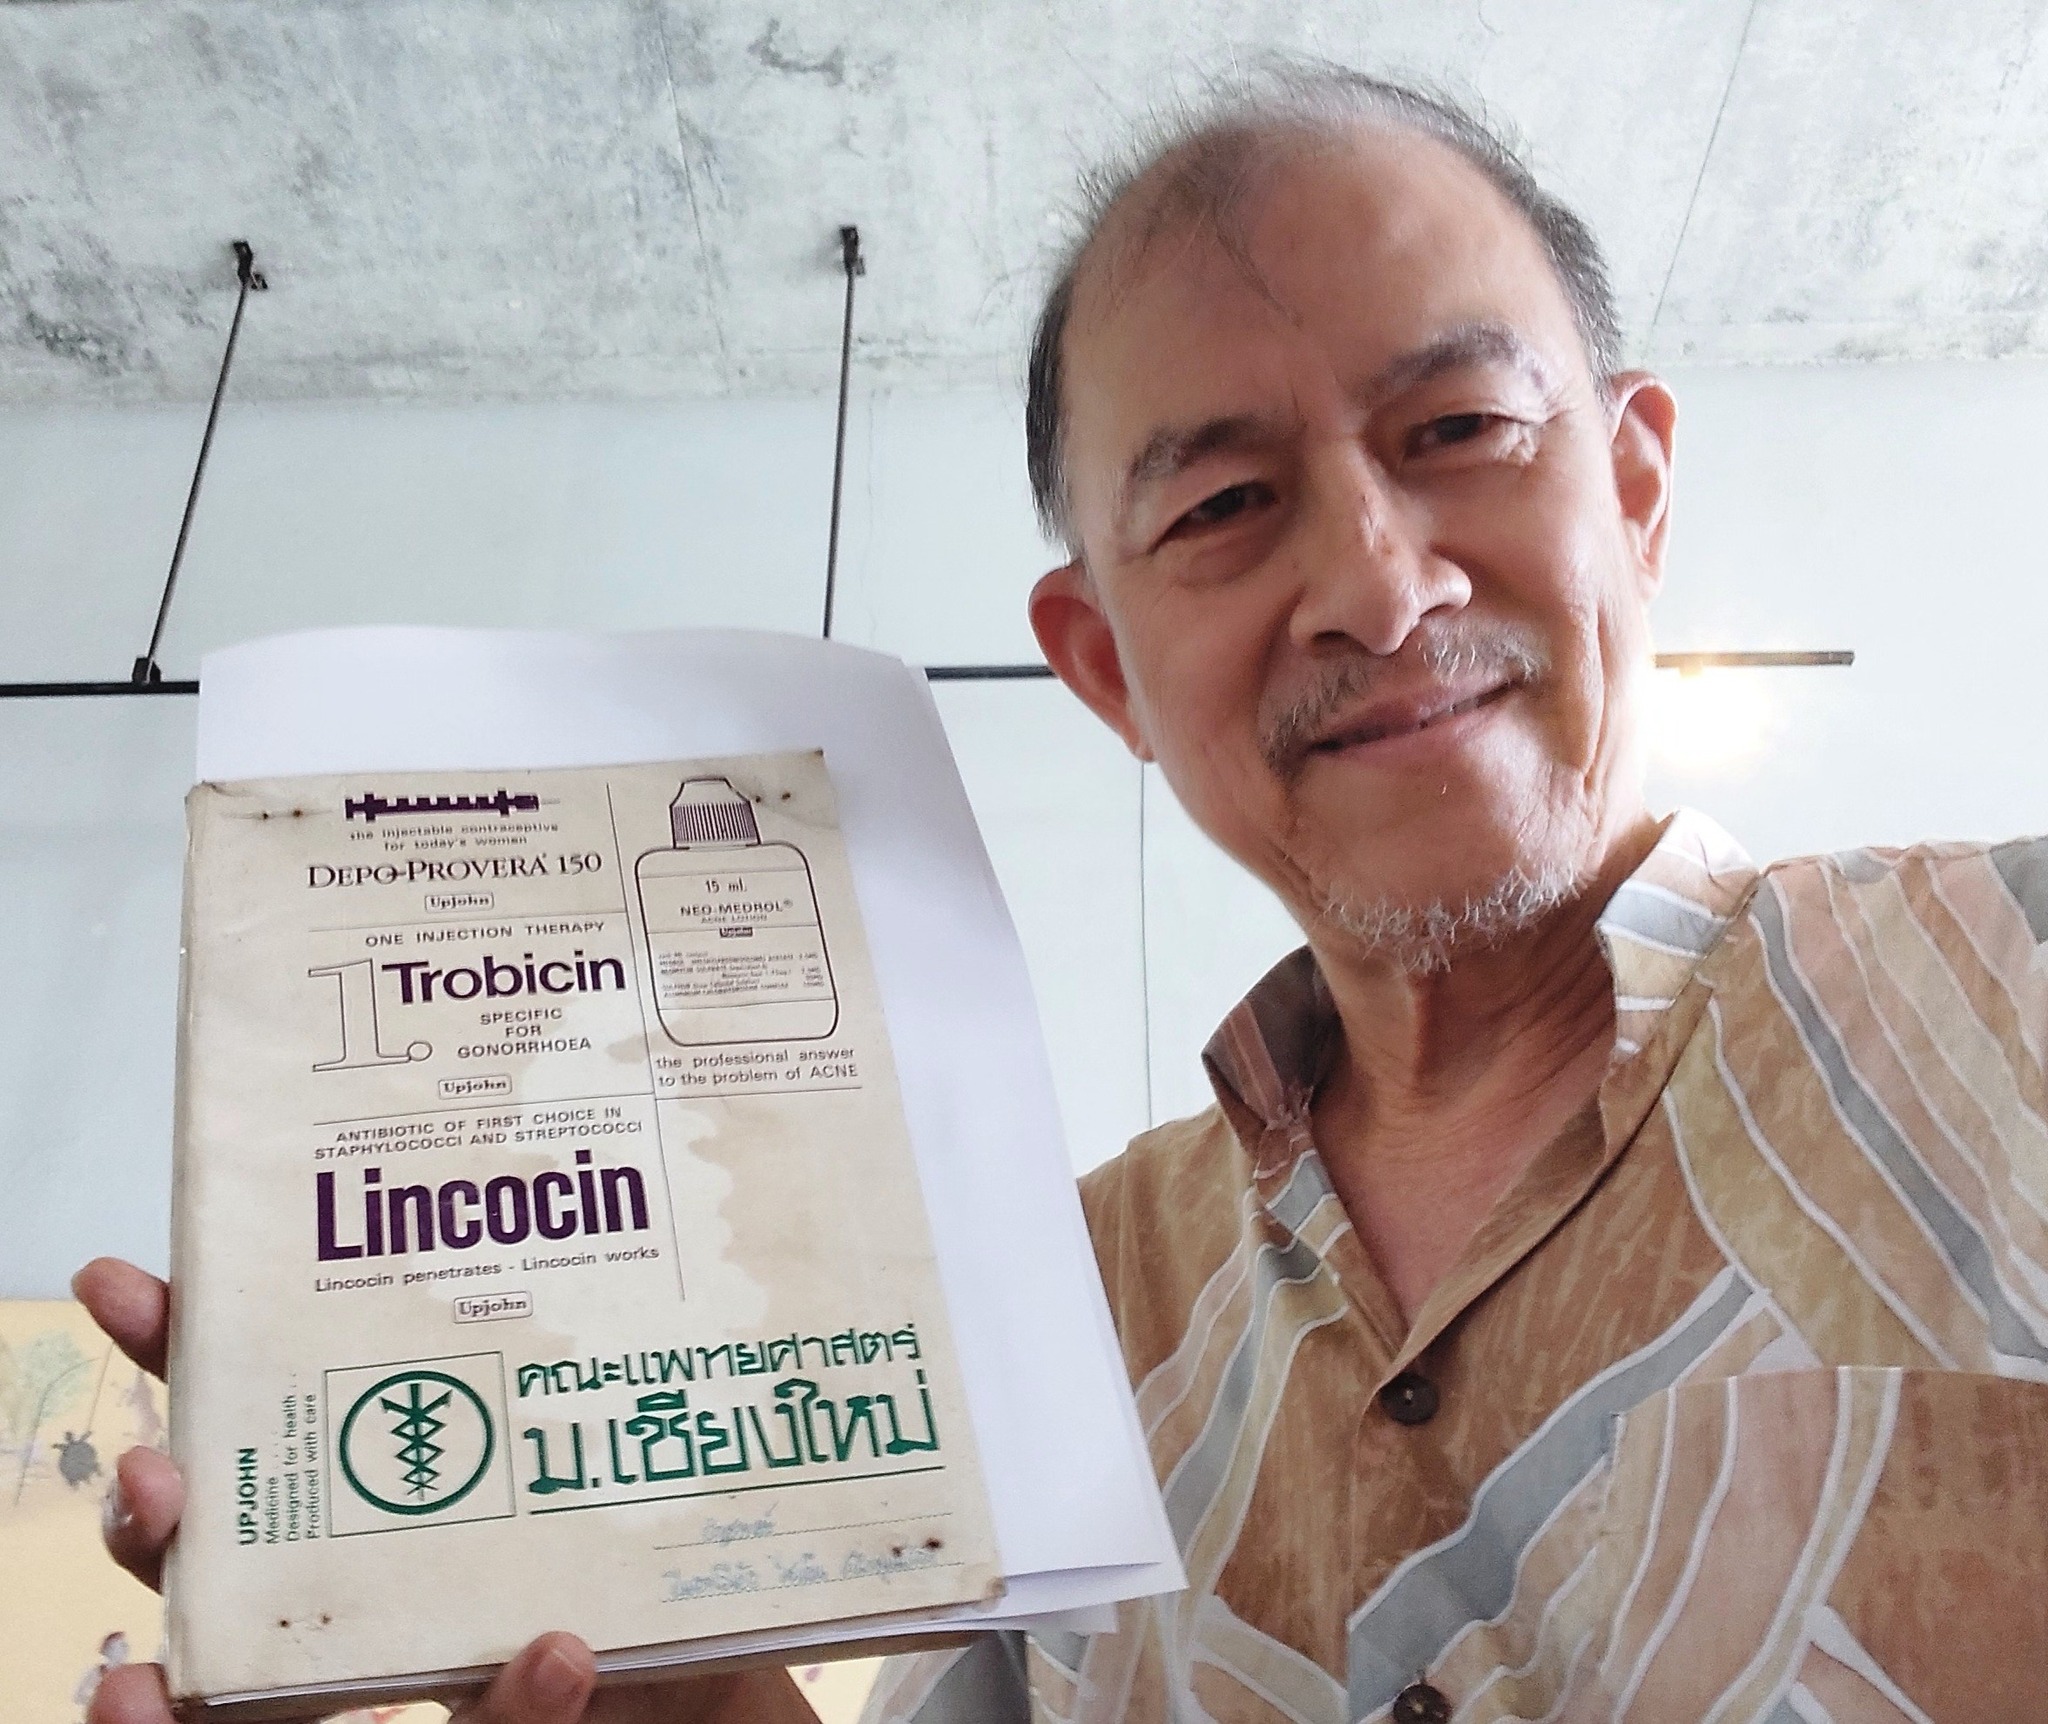 the injectable contraceptive
for today's woman
DEPO-PROVERA® 150
Upjohn
ONE INJECTION THERAPY
1. Trobicin
SPECIFIC
FOR
GONORRHOEA
Upjohn
15 ml.
NEO-MEDROL®
ACNE LOTION
Upjohn
the professional answer
to the problem of ACNE
ANTIBIOTIC OF FIRST CHOICE IN
STAPHYLOCOCCI AND STREPTOCOCCI
Lincocin
Lincocin penetrates - Lincocin works
Upjohn
UPJOHN
Medicine . . . .
Designed for health . .
Produced with care
คณะแพทยศาสตร์
ม.เชียงใหม่